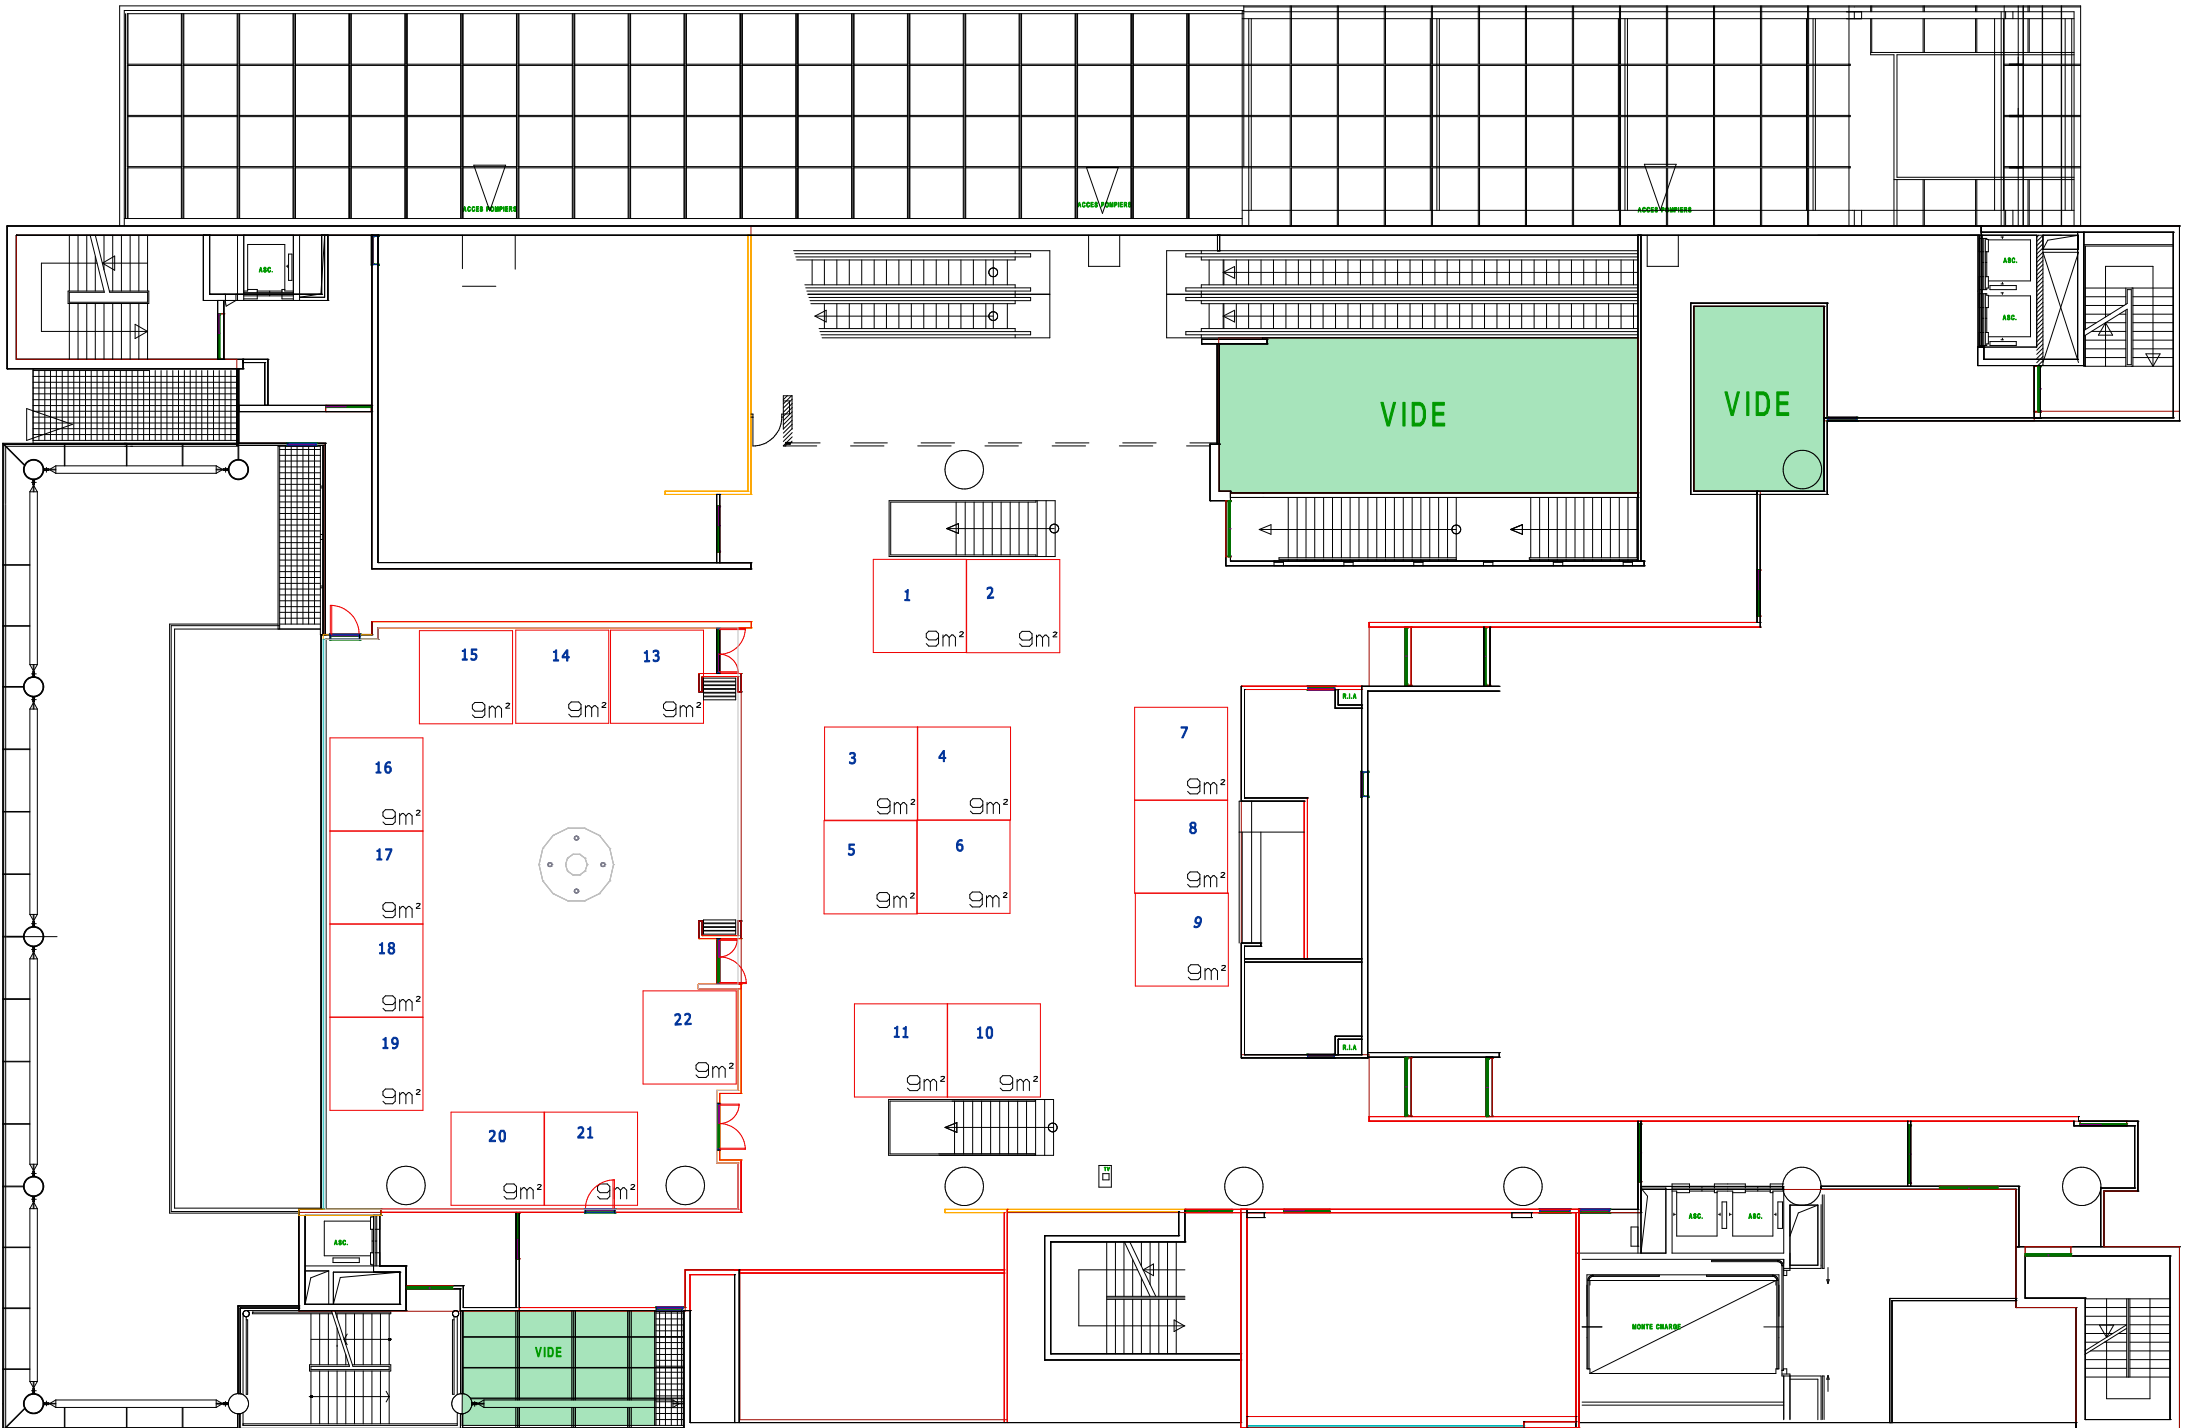 ACCES POMPIERS
ACCES POMPIERS
ACCES POMPIERS
ASC.
ASC.
ASC.
VIDE
VIDE
1
9m²
2
9m²
15
9m²
14
9m²
13
9m²
R.I.A
16
9m²
3
9m²
4
9m²
7
9m²
17
9m²
5
9m²
6
9m²
8
9m²
18
9m²
9
9m²
19
9m²
22
9m²
11
9m²
10
9m²
R.I.A
20
9m²
21
9m²
TV
ASC.
ASC.
ASC.
VIDE
MONTE CHARGE